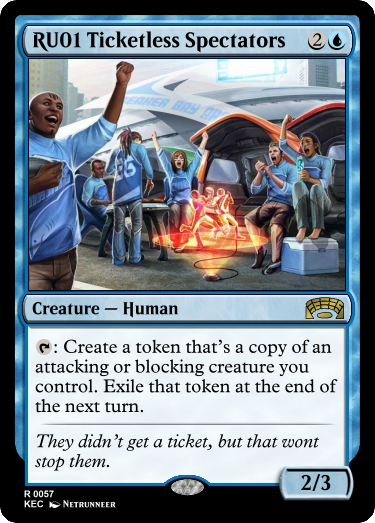 RU01 Ticketless Spectators 2
Creature — Human
: Create a token that's a copy of an
attacking or blocking creature you
control. Exile that token at the end of
the next turn.
They didn't get a ticket, but that wont
stop them.
2/3
R 0057
KEC NETRUNNEER
26